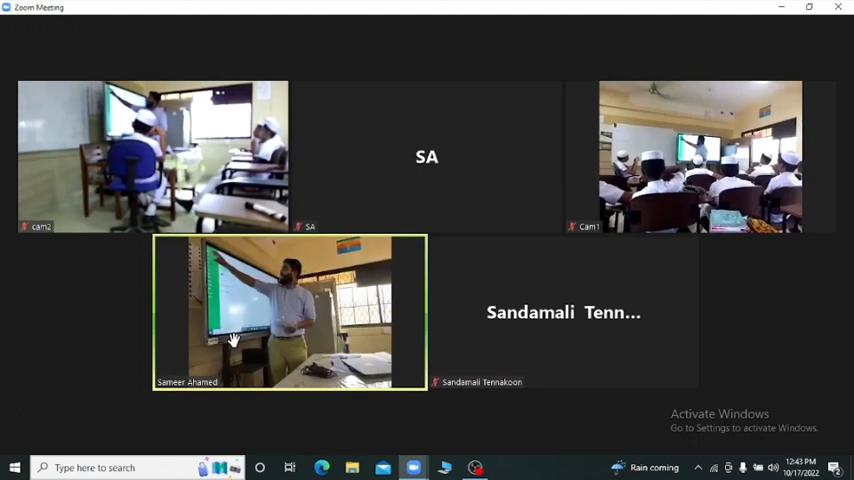 Zoom Meeting
cam2
SA
SA
Cam1
Sameer Ahamed
Sandamali Tenn...
Sandamali Tennakoon
Activate Windows
Go to Settings to activate Windows.
Type here to search
Rain coming
12:43 PM
10/17/2022
2